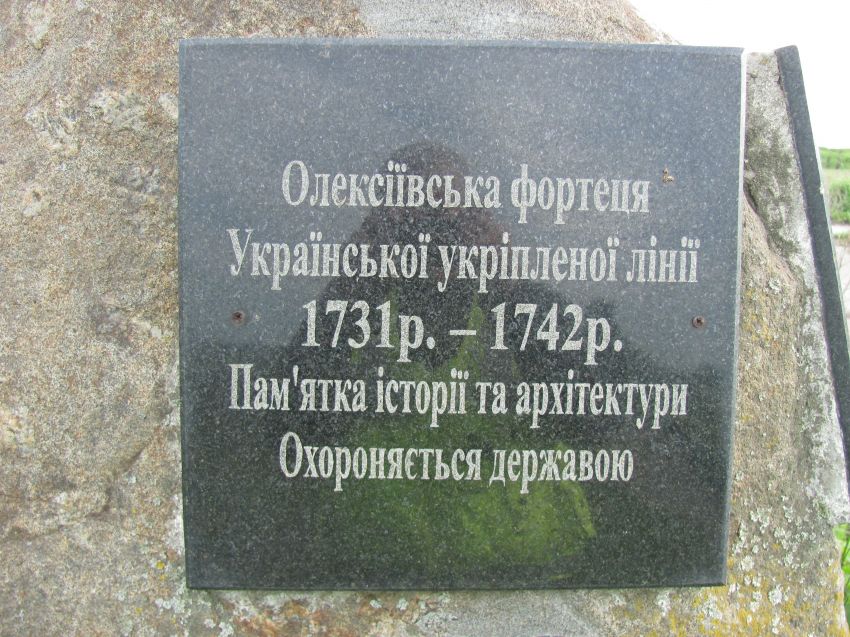 Олексіївська фортеця
Української укріпленої лінії
1731р. – 1742р.
Пам'ятка історії та архітектури
Охороняється державою